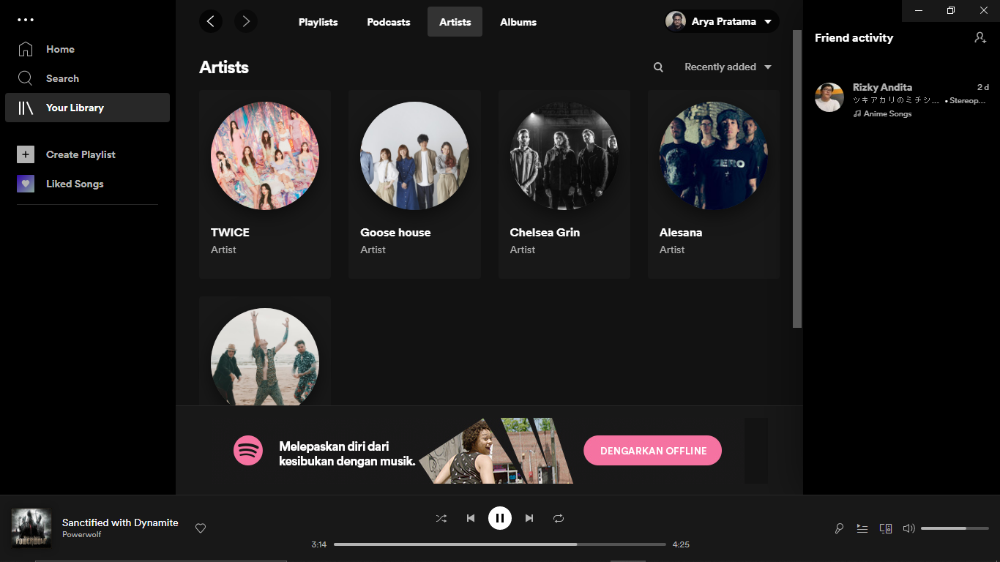 Home
Search
Your Library
Create Playlist
Liked Songs
Playlists
Podcasts
Artists
Albums
Arya Pratama
Artists
Recently added
TWICE
Artist
Goose house
Artist
Chelsea Grin
Artist
Alesana
Artist
ZERO
Melepaskan diri dari
kesibukan dengan musik.
DENGARKAN OFFLINE
Friend activity
Rizky Andita
2 d
ツキアカリのミチシ... • Stereop...
Anime Songs
POWERWOLF
Sanctified with Dynamite
Powerwolf
3:14
4:25